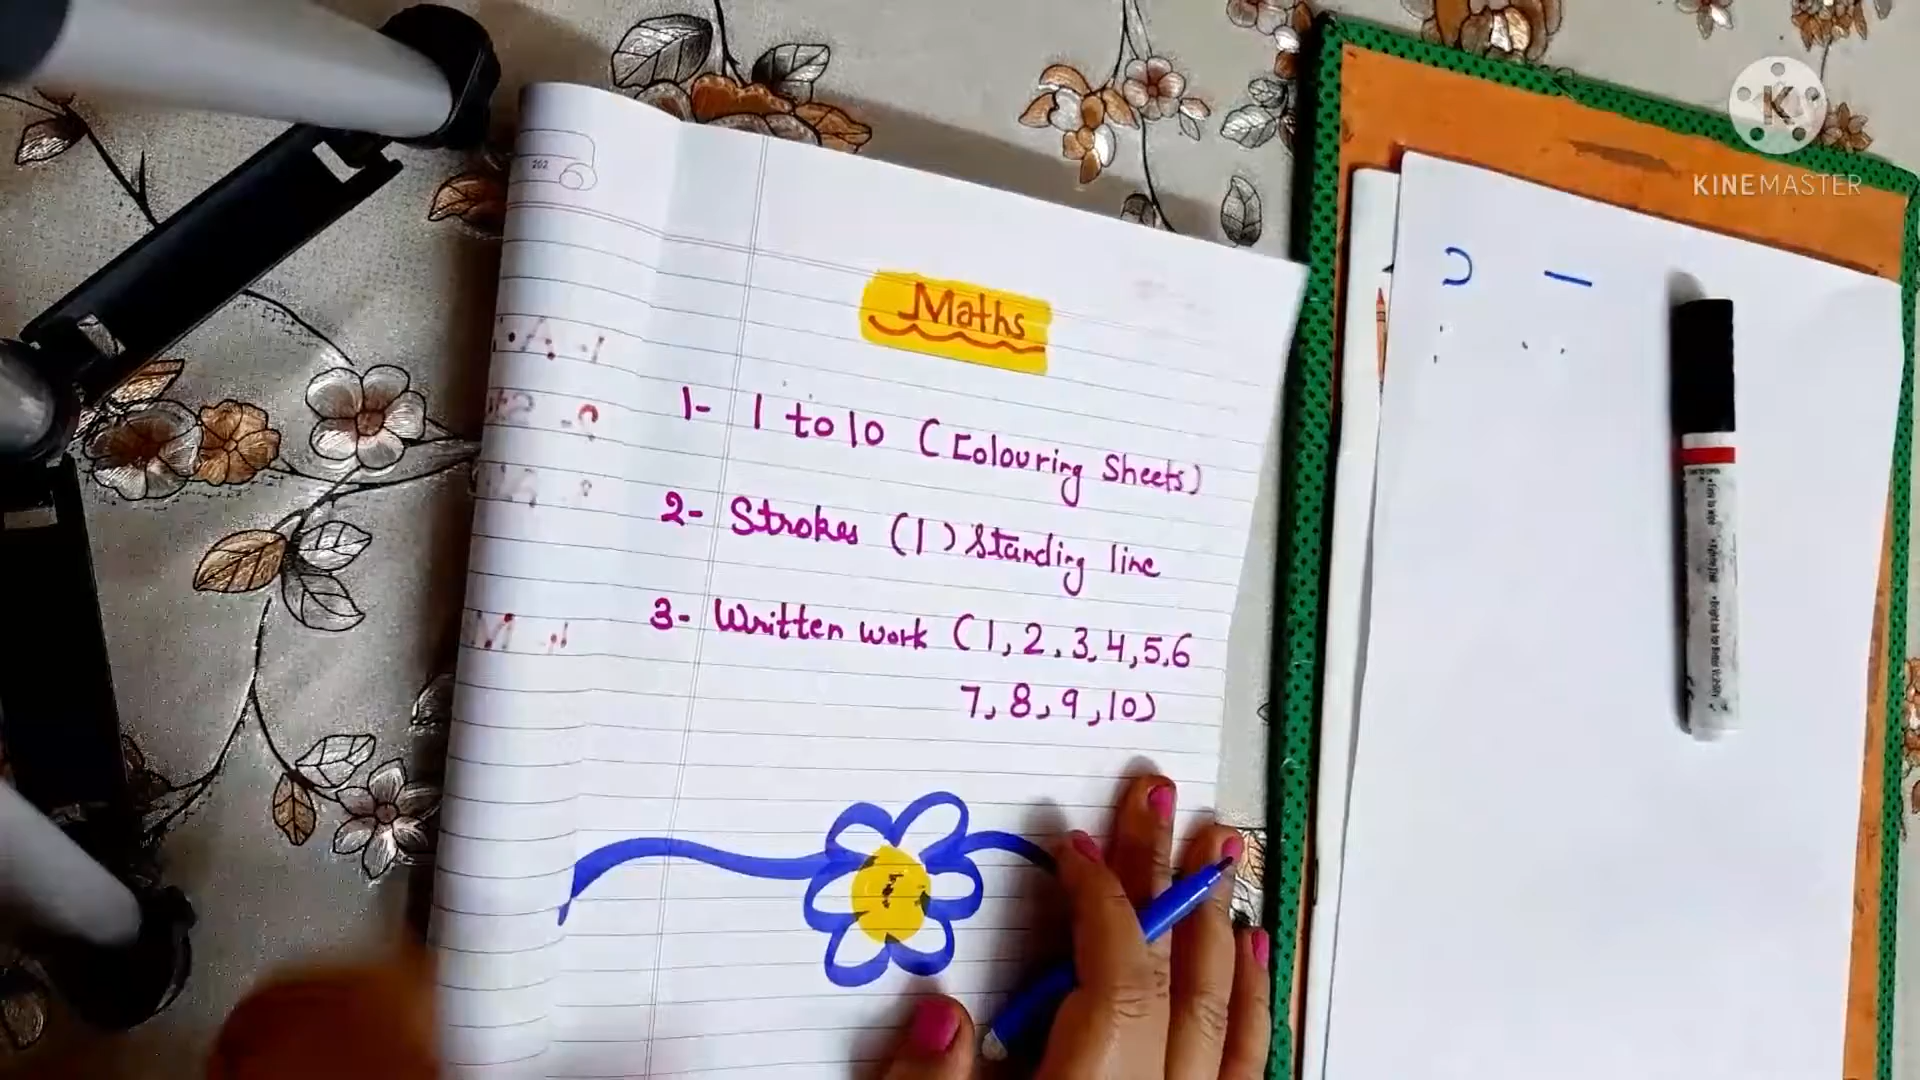 Maths
1- 1 to 10 (Colouring Sheets)
2- Strokes (1) Standing line
3- Written work (1,2,3,4,5,6
7,8,9,10)
KINEMASTER
K
202